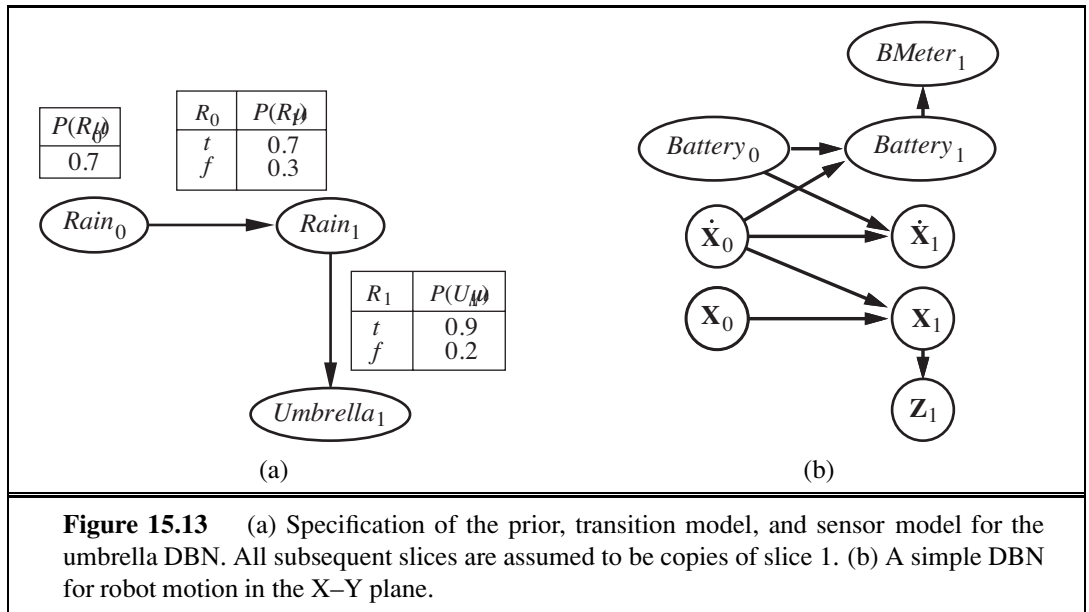 BMeter1
P(R0)
0.7
R0 P(R1)
t 0.7
f 0.3
Battery0 Battery1
Rain0 Rain1
Ẋ0 Ẋ1
R1 P(U1)
t 0.9
f 0.2
X0 X1
Umbrella1
Z1
(a) (b)
Figure 15.13 (a) Specification of the prior, transition model, and sensor model for the
umbrella DBN. All subsequent slices are assumed to be copies of slice 1. (b) A simple DBN
for robot motion in the X–Y plane.